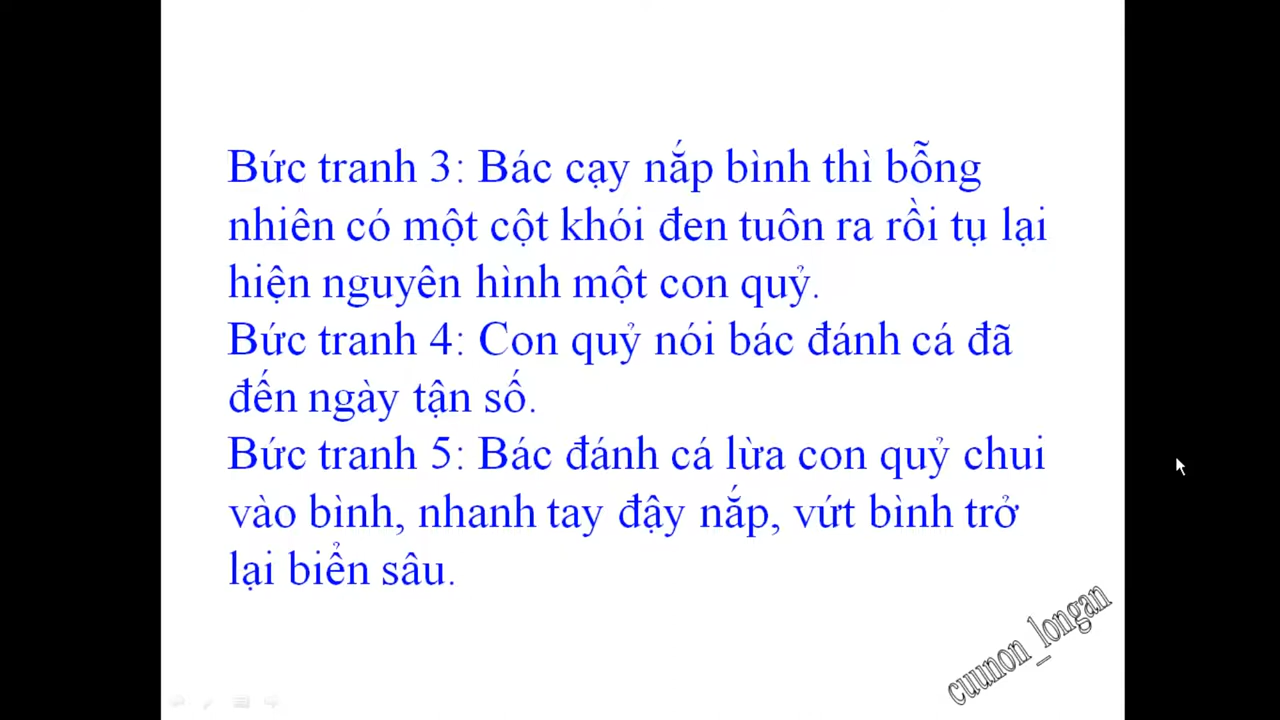 Bức tranh 3: Bác cạy nắp bình thì bỗng
nhiên có một cột khói đen tuôn ra rồi tụ lại
hiện nguyên hình một con quỷ.
Bức tranh 4: Con quỷ nói bác đánh cá đã
đến ngày tận số.
Bức tranh 5: Bác đánh cá lừa con quỷ chui
vào bình, nhanh tay đậy nắp, vứt bình trở
lại biển sâu.
cuunon_longan